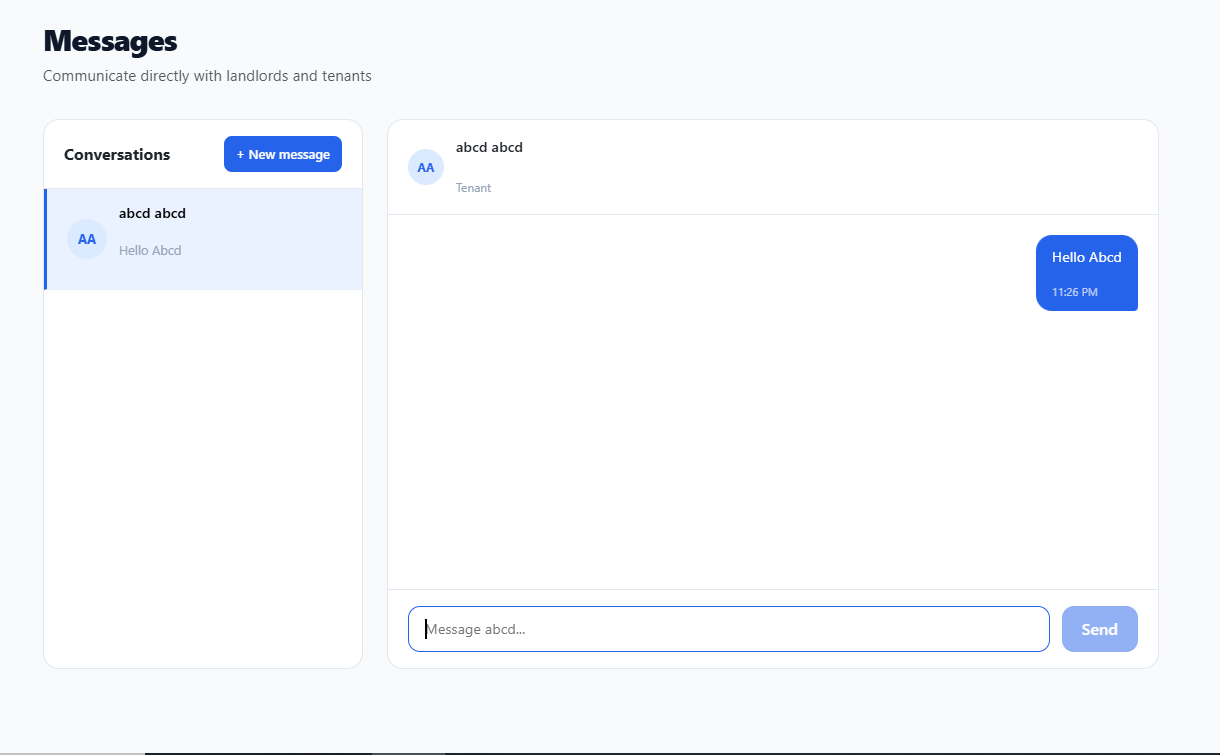 Messages
Communicate directly with landlords and tenants
Conversations
+ New message
AA
abcd abcd
Hello Abcd
AA
abcd abcd
Tenant
Hello Abcd
11:26 PM
Message abcd...
Send